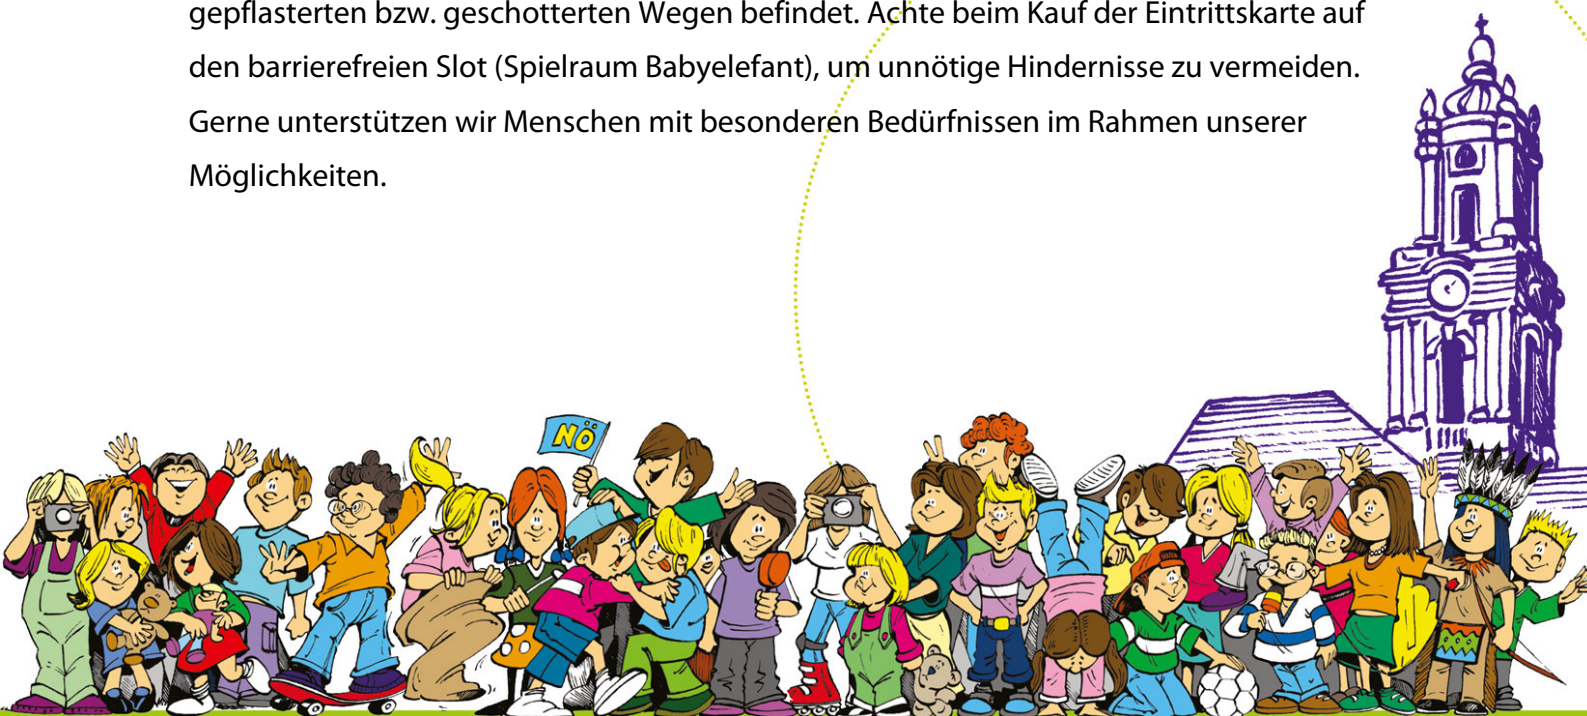 gepflasterten bzw. geschotterten Wegen befindet. Achte beim Kauf der Eintrittskarte auf
den barrierefreien Slot (Spielraum Babyelefant), um unnötige Hindernisse zu vermeiden.
Gerne unterstützen wir Menschen mit besonderen Bedürfnissen im Rahmen unserer
Möglichkeiten.
NÖ